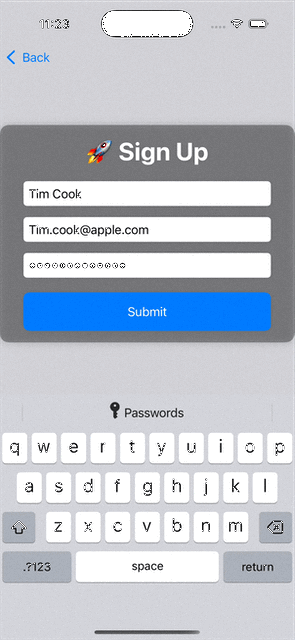 11:23
Back
🚀 Sign Up
Tim Cook
Tim.cook@apple.com
Submit
Passwords
q w e r t y u i o p
a s d f g h j k l
z x c v b n m
.?123 space return